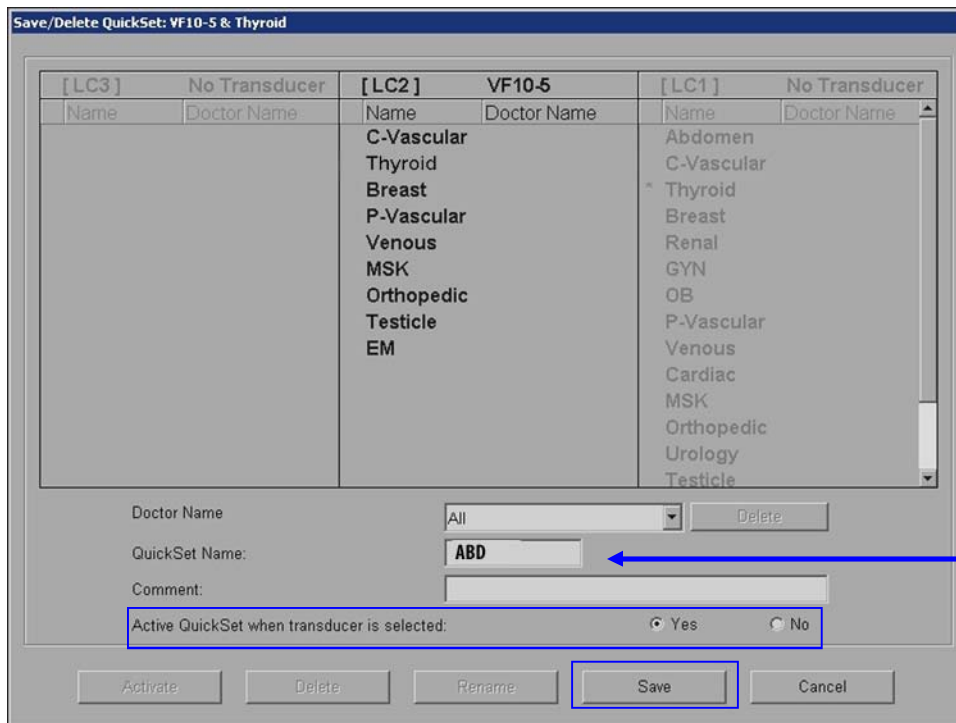 Save/Delete QuickSet: VF10-5 & Thyroid
[LC3] No Transducer [LC2] VF10-5 [LC1] No Transducer
Name Doctor Name Name Doctor Name Name Doctor Name
C-Vascular Abdomen
Thyroid C-Vascular
Breast * Thyroid
P-Vascular Breast
Venous Renal
MSK GYN
Orthopedic OB
Testicle P-Vascular
EM Venous
Cardiac
MSK
Orthopedic
Urology
Testicle
Doctor Name All Delete
QuickSet Name: ABD
Comment:
Active QuickSet when transducer is selected: Yes No
Activate Delete Rename Save Cancel